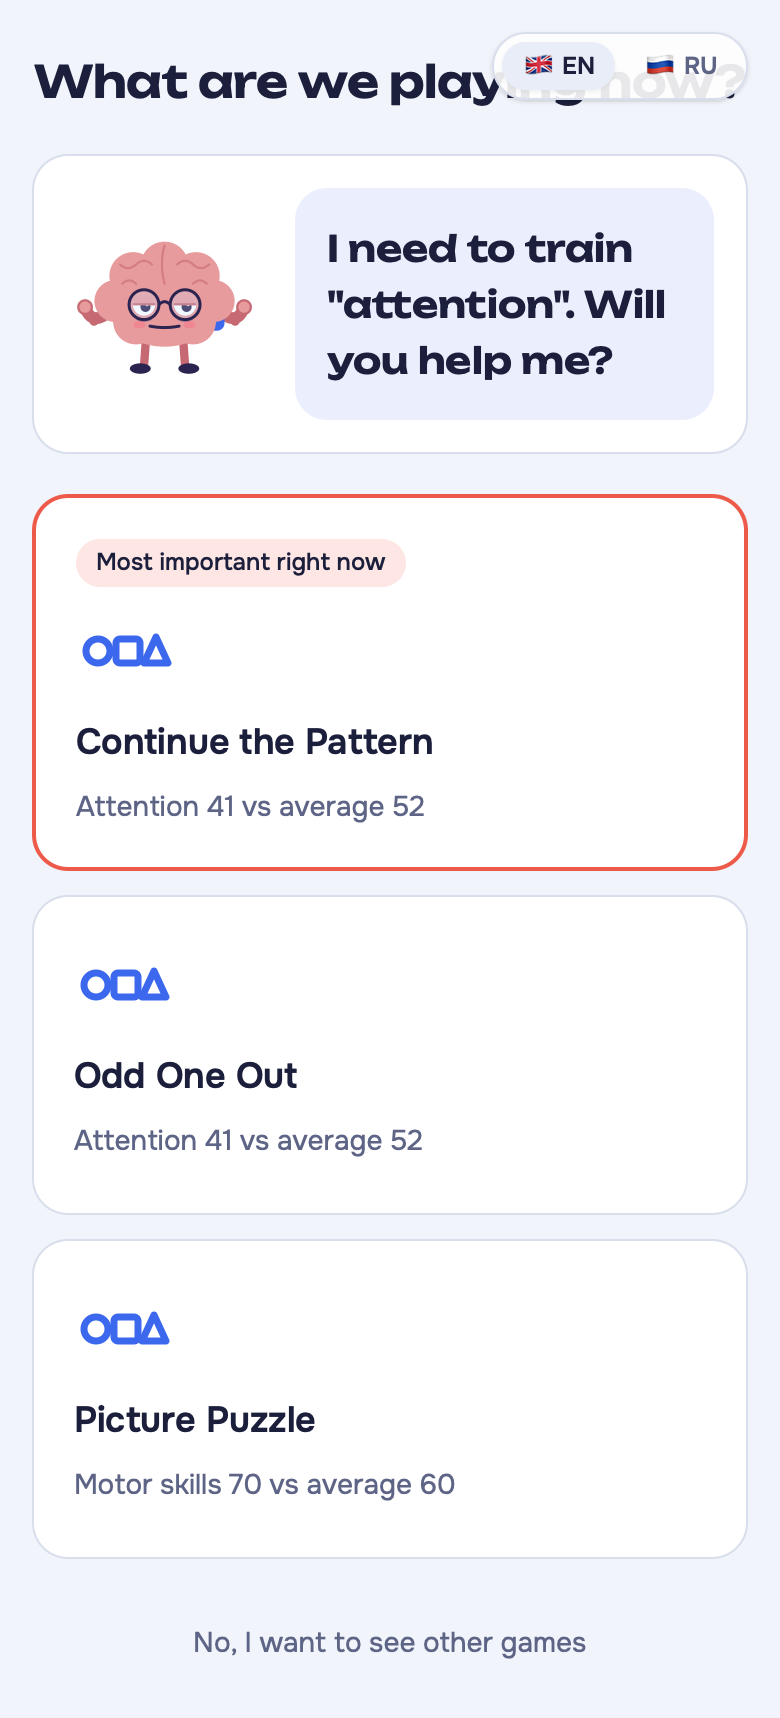 What are we playing now?
EN
RU
I need to train
"attention". Will
you help me?
Most important right now
Continue the Pattern
Attention 41 vs average 52
Odd One Out
Attention 41 vs average 52
Picture Puzzle
Motor skills 70 vs average 60
No, I want to see other games